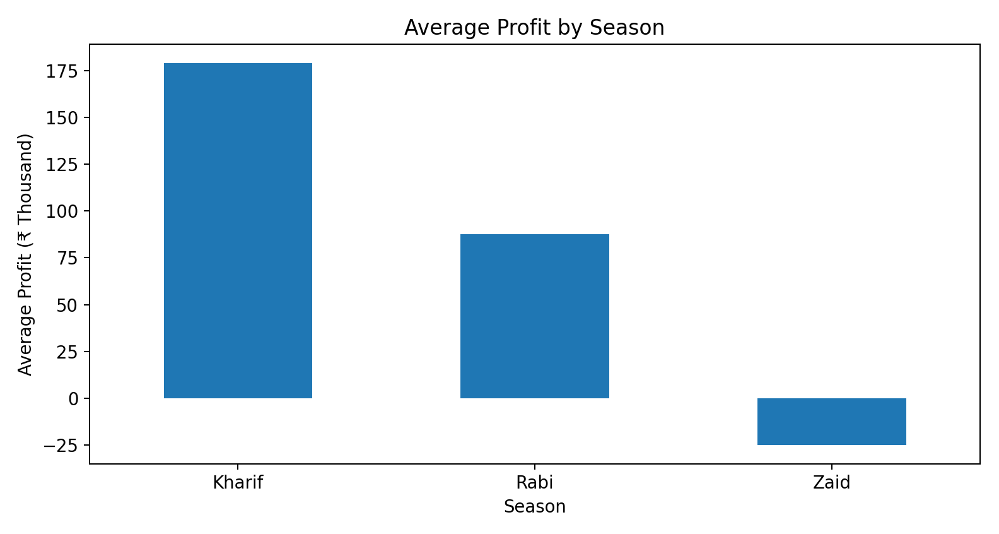 Average Profit by Season
Average Profit (₹ Thousand)
175
150
125
100
75
50
25
0
−25
Kharif
Rabi
Zaid
Season